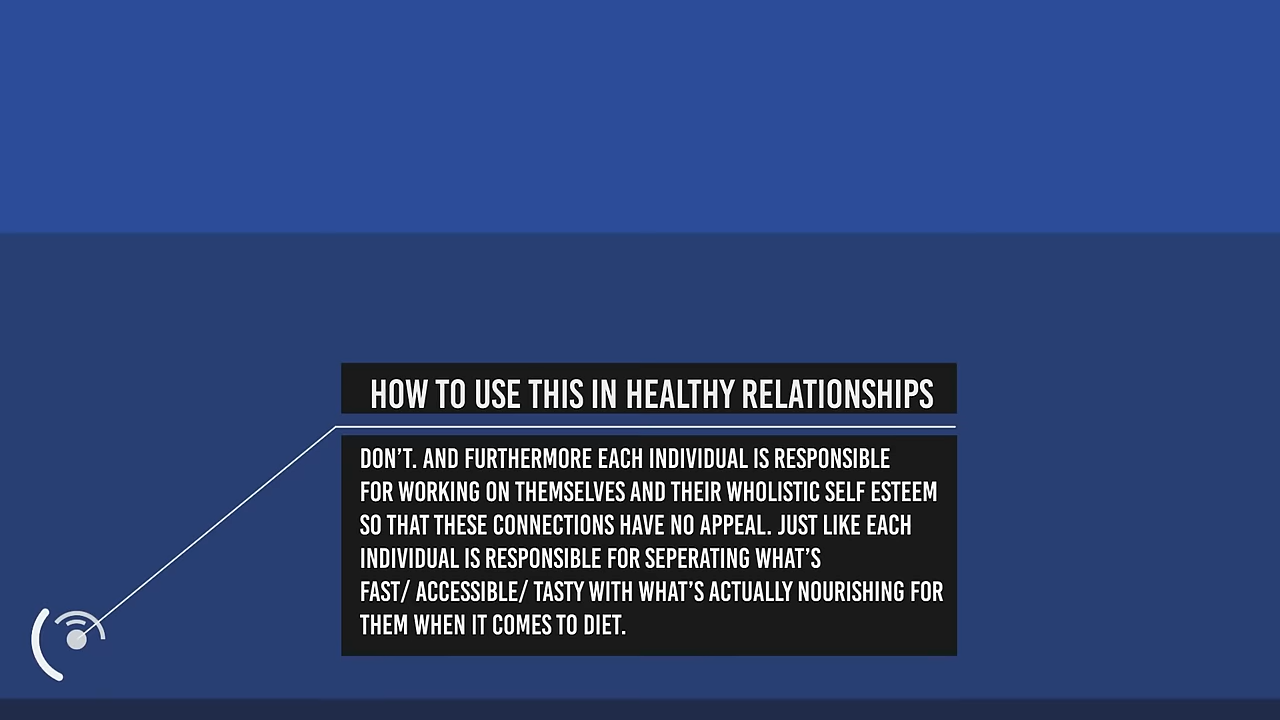 HOW TO USE THIS IN HEALTHY RELATIONSHIPS
DON'T. AND FURTHERMORE EACH INDIVIDUAL IS RESPONSIBLE
FOR WORKING ON THEMSELVES AND THEIR WHOLISTIC SELF ESTEEM
SO THAT THESE CONNECTIONS HAVE NO APPEAL. JUST LIKE EACH
INDIVIDUAL IS RESPONSIBLE FOR SEPERATING WHAT'S
FAST/ ACCESSIBLE/ TASTY WITH WHAT'S ACTUALLY NOURISHING FOR
THEM WHEN IT COMES TO DIET.